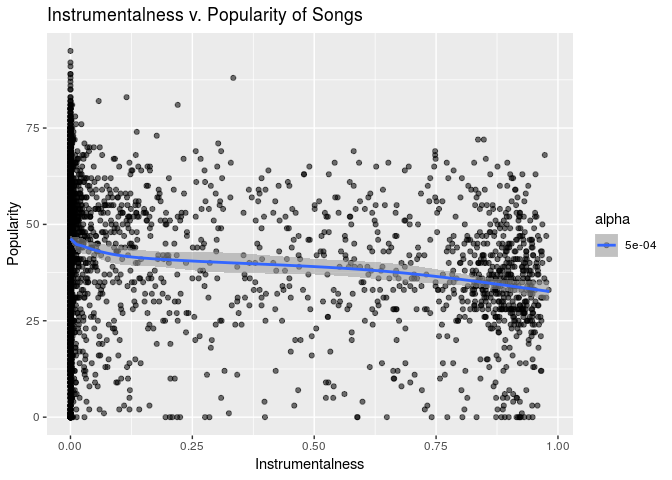 Instrumentalness v. Popularity of Songs
Popularity
75
50
25
0
0.00 0.25 0.50 0.75 1.00
Instrumentalness
alpha
5e-04